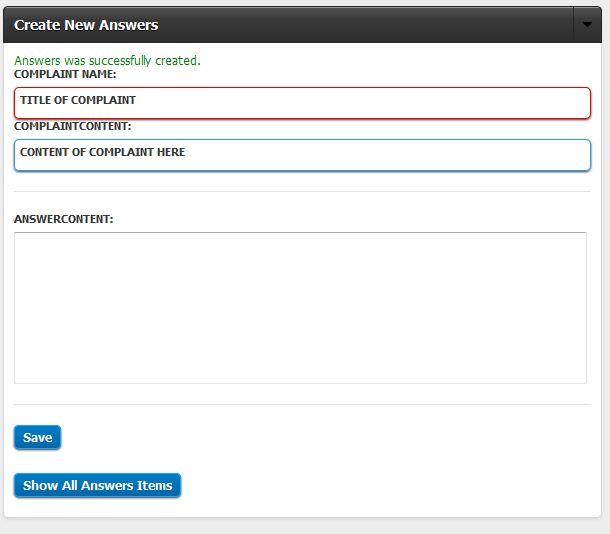 Create New Answers
Answers was successfully created.
COMPLAINT NAME:
TITLE OF COMPLAINT
COMPLAINTCONTENT:
CONTENT OF COMPLAINT HERE
ANSWERCONTENT:
Save
Show All Answers Items